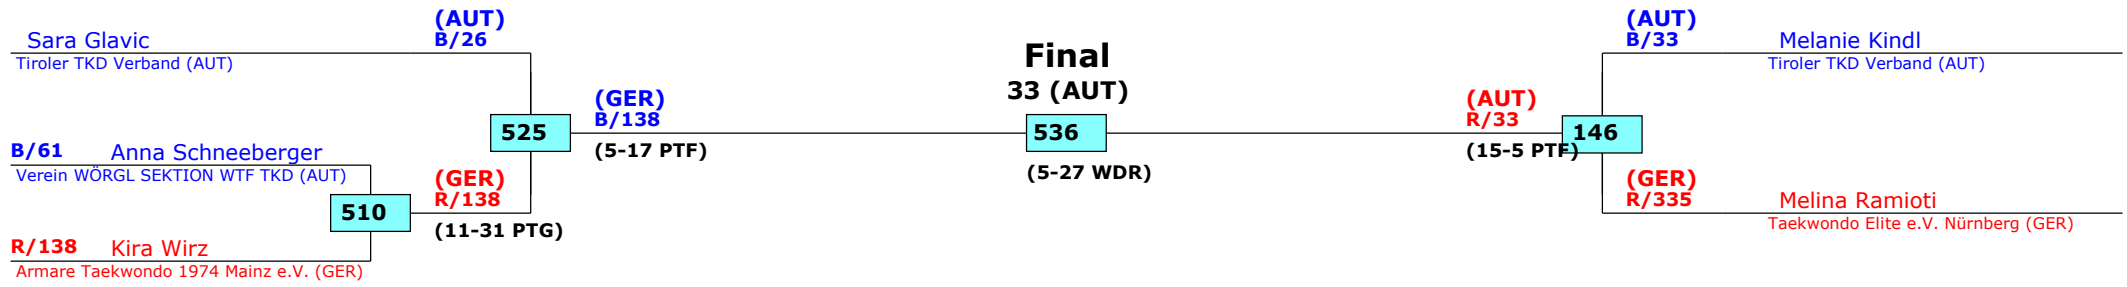 (AUT)
B/26
Sara Glavic
Tiroler TKD Verband (AUT)
B/61 Anna Schneeberger
Verein WÖRGL SEKTION WTF TKD (AUT)
510
R/138 Kira Wirz
Armare Taekwondo 1974 Mainz e.V. (GER)
(GER)
R/138
(11-31 PTG)
525
(GER)
B/138
(5-17 PTF)
Final
33 (AUT)
536
(5-27 WDR)
(AUT)
R/33
(15-5 PTF)
146
(AUT)
B/33
Melanie Kindl
Tiroler TKD Verband (AUT)
(GER)
R/335
Melina Ramioti
Taekwondo Elite e.V. Nürnberg (GER)